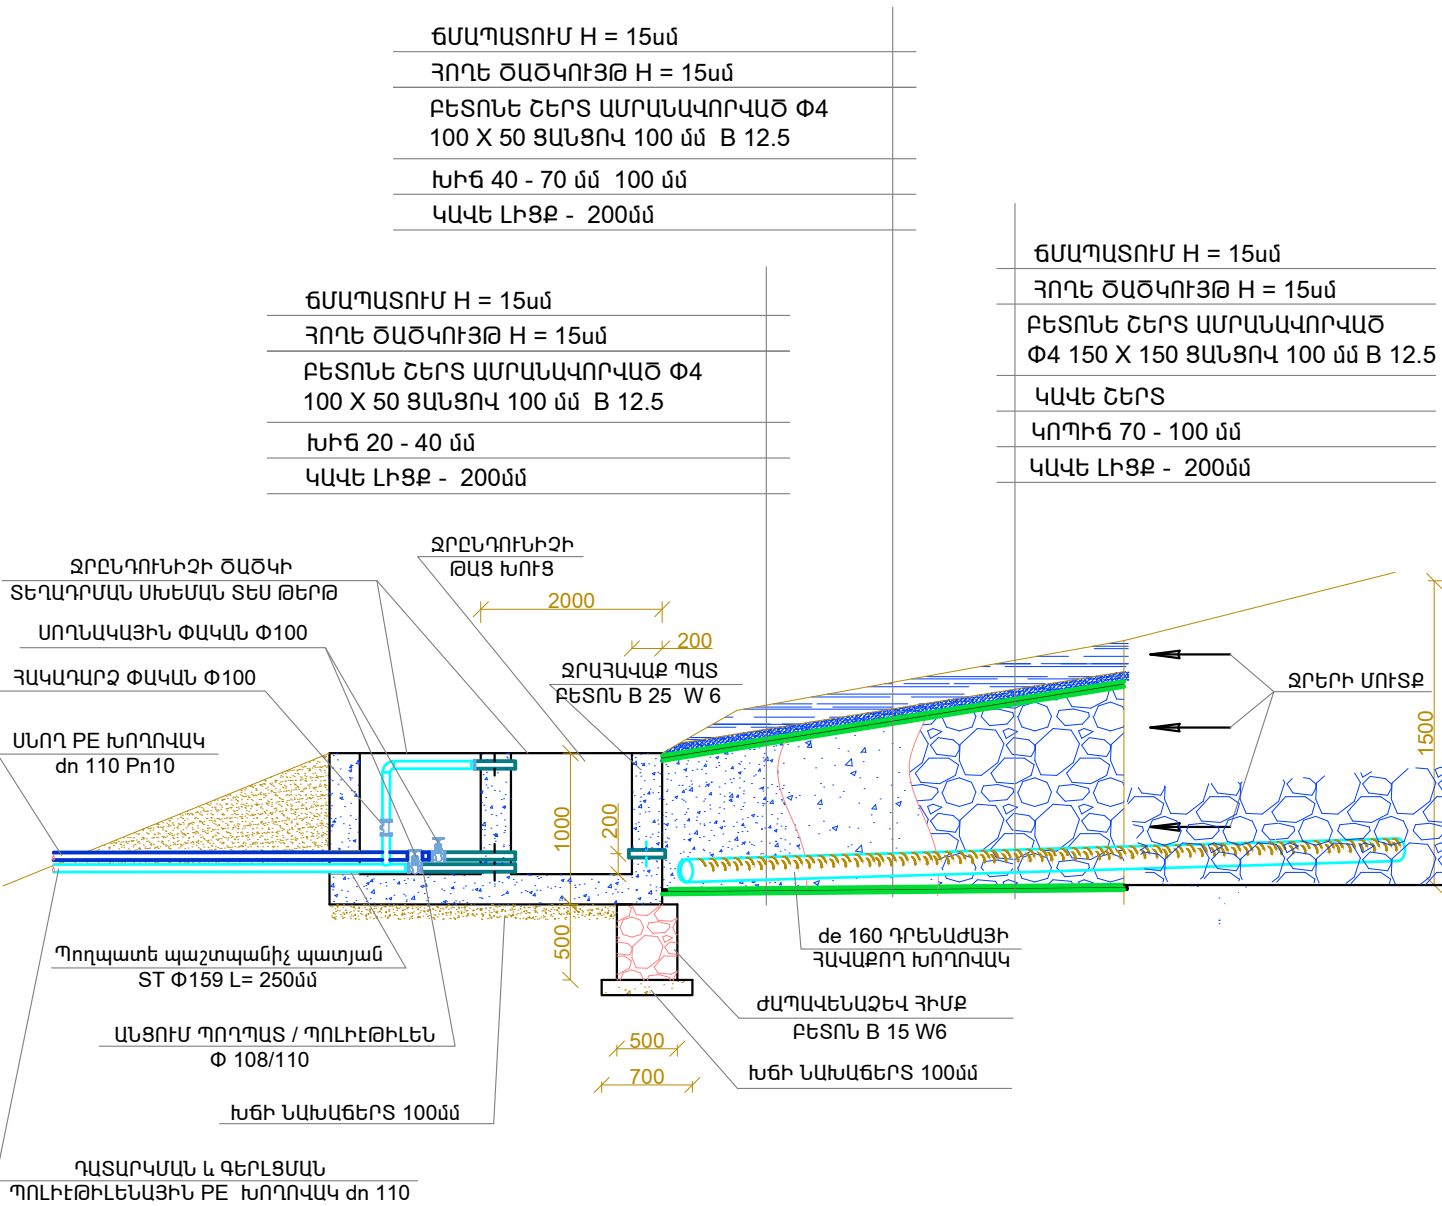 ՃՄԱՊԱՏՈՒՄ H = 15սմ
ՀՈՂԵ ԾԱԾԿՈՒՅԹ H = 15սմ
ԲԵՏՈՆԵ ՇԵՐՏ ԱՄՐԱՆԱՎՈՐՎԱԾ Φ4
100 X 50 ՑԱՆՑՈՎ 100 մմ B 12.5
ԽԻՃ 40 - 70 մմ 100 մմ
ԿԱՎԵ ԼԻՑՔ - 200մմ
ՃՄԱՊԱՏՈՒՄ H = 15սմ
ՀՈՂԵ ԾԱԾԿՈՒՅԹ H = 15սմ
ԲԵՏՈՆԵ ՇԵՐՏ ԱՄՐԱՆԱՎՈՐՎԱԾ
Φ4 150 X 150 ՑԱՆՑՈՎ 100 մմ B 12.5
ԿԱՎԵ ՇԵՐՏ
ԿՈՊԻՃ 70 - 100 մմ
ԿԱՎԵ ԼԻՑՔ - 200մմ
ՃՄԱՊԱՏՈՒՄ H = 15սմ
ՀՈՂԵ ԾԱԾԿՈՒՅԹ H = 15սմ
ԲԵՏՈՆԵ ՇԵՐՏ ԱՄՐԱՆԱՎՈՐՎԱԾ Φ4
100 X 50 ՑԱՆՑՈՎ 100 մմ B 12.5
ԽԻՃ 20 - 40 մմ
ԿԱՎԵ ԼԻՑՔ - 200մմ
ՋՐԸՆԴՈՒՆԻՉԻ
ԹԱՑ ԽՈՒՑ
ՋՐԸՆԴՈՒՆԻՉԻ ԾԱԾԿԻ
ՏԵՂԱԴՐՄԱՆ ՍԽԵՄԱՆ ՏԵՍ ԹԵՐԹ
2000
ՍՈՂՆԱԿԱՅԻՆ ՓԱԿԱՆ Φ100
200
ՀԱԿԱԴԱՐՁ ՓԱԿԱՆ Φ100
ՋՐԱՀԱՎԱՔ ՊԱՏ
ԲԵՏՈՆ B 25 W 6
ՋՐԵՐԻ ՄՈՒՏՔ
ՍՆՈՂ PE ԽՈՂՈՎԱԿ
dn 110 Pn10
1500
1000
200
500
de 160 ԴՐԵՆԱԺԱՅԻ
ՀԱՎԱՔՈՂ ԽՈՂՈՎԱԿ
Պողպատե պաշտպանիչ պատյան
ST Φ159 L= 250մմ
ԺԱՊԱՎԵՆԱՁԵՎ ՀԻՄՔ
ԲԵՏՈՆ B 15 W6
ԱՆՑՈՒՄ ՊՈՂՊԱՏ / ՊՈԼԻԷԹԻԼԵՆ
Φ 108/110
500
700
ԽՃԻ ՆԱԽԱՃԵՐՏ 100մմ
ԽՃԻ ՆԱԽԱՃԵՐՏ 100մմ
ԴԱՏԱՐԿՄԱՆ և ԳԵՐԼՑՄԱՆ
ՊՈԼԻԷԹԻԼԵՆԱՅԻՆ PE ԽՈՂՈՎԱԿ dn 110